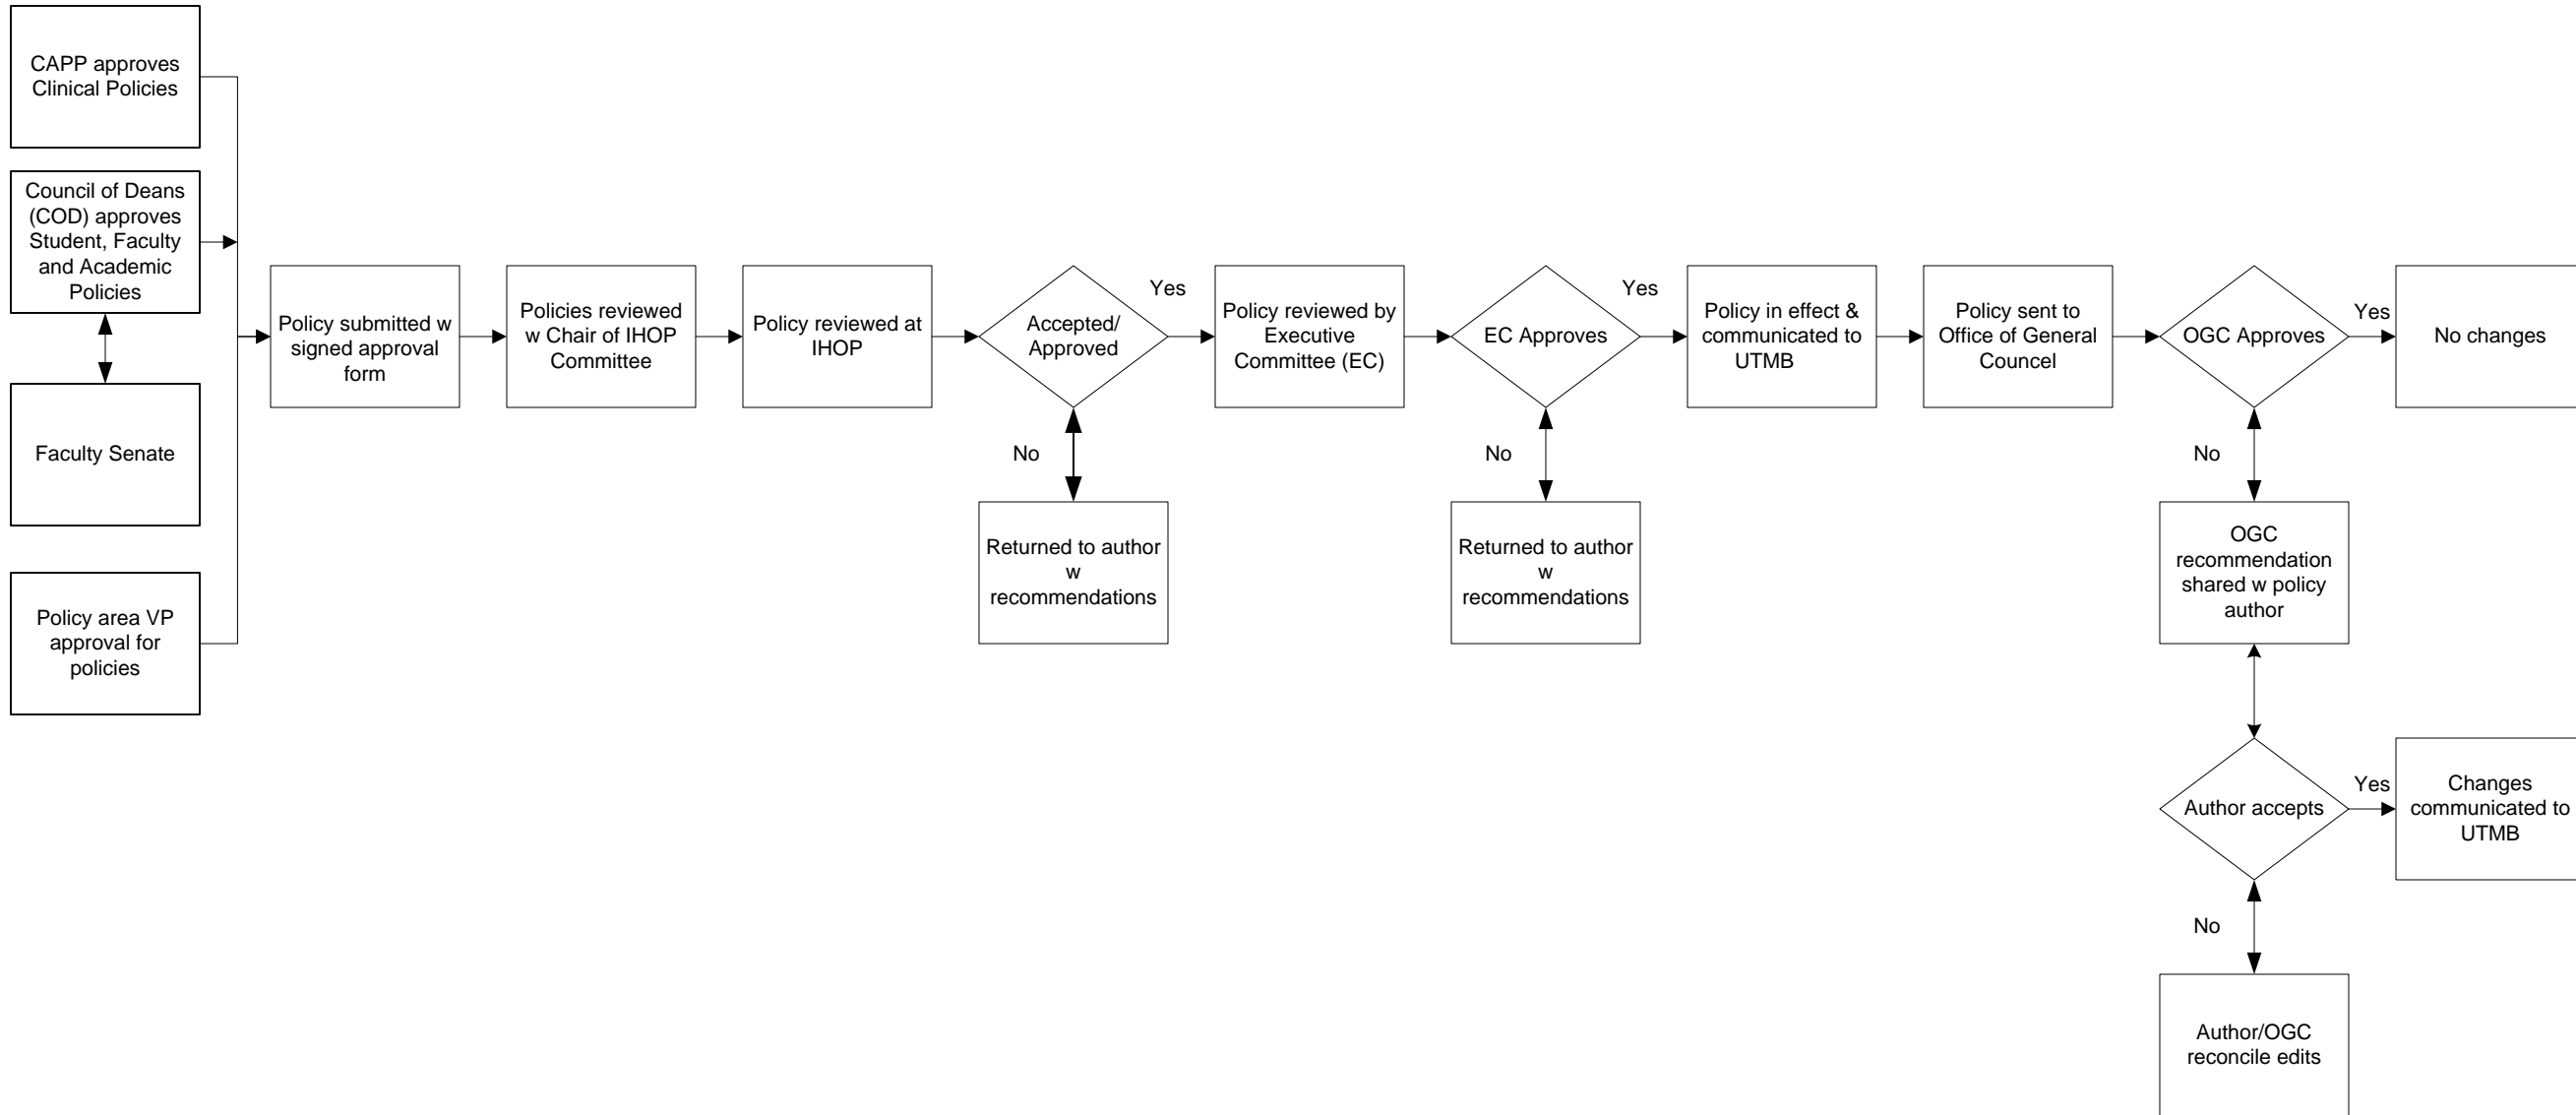 CAPP approves
Clinical Policies
Council of Deans
(COD) approves
Student, Faculty
and Academic
Policies
Faculty Senate
Policy area VP
approval for
policies
Policy submitted w
signed approval
form
Policies reviewed
w Chair of IHOP
Committee
Policy reviewed at
IHOP
Accepted/
Approved
Yes
No
Returned to author
w
recommendations
Policy reviewed by
Executive
Committee (EC)
EC Approves
Yes
No
Returned to author
w
recommendations
Policy in effect &
communicated to
UTMB
Policy sent to
Office of General
Councel
OGC Approves
Yes
No changes
No
OGC
recommendation
shared w policy
author
Author accepts
Yes
Changes
communicated to
UTMB
No
Author/OGC
reconcile edits